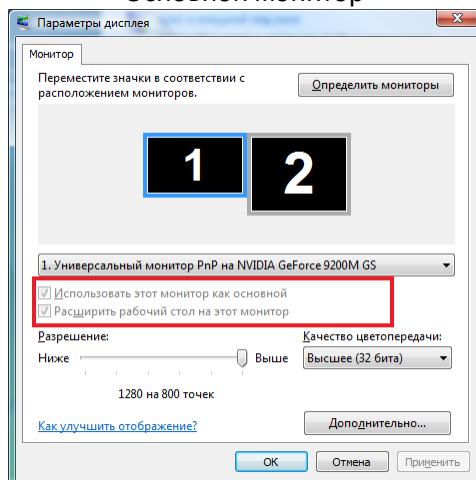 Основной монитор
Параметры дисплея
Монитор
Переместите значки в соответствии с
расположением мониторов.
Определить мониторы
1
2
1. Универсальный монитор PnP на NVIDIA GeForce 9200M GS
Использовать этот монитор как основной
Расширить рабочий стол на этот монитор
Разрешение:
Качество цветопередачи:
Ниже
Выше
Высшее (32 бита)
1280 на 800 точек
Как улучшить отображение?
Дополнительно...
ОК
Отмена
Применить